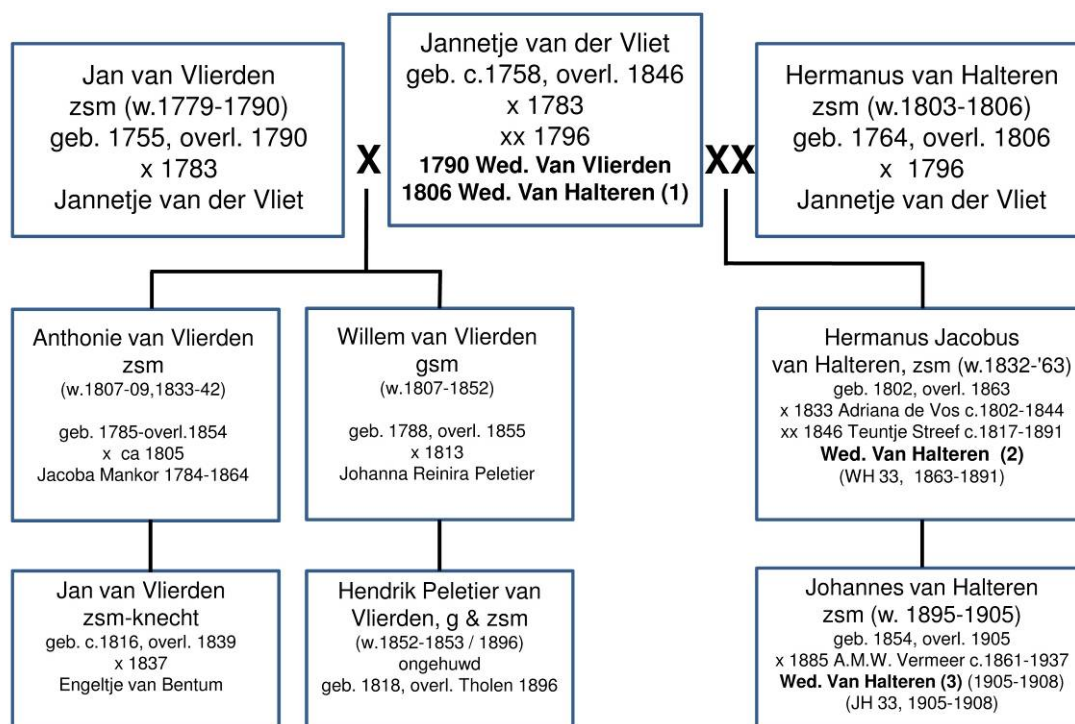 Jan van Vlierden
zsm (w.1779-1790)
geb. 1755, overl. 1790
x 1783
Jannetje van der Vliet
X
Jannetje van der Vliet
geb. c.1758, overl. 1846
x 1783
xx 1796
1790 Wed. Van Vlierden
1806 Wed. Van Halteren (1)
XX
Hermanus van Halteren
zsm (w.1803-1806)
geb. 1764, overl. 1806
x 1796
Jannetje van der Vliet
Anthonie van Vlierden
zsm
(w.1807-09,1833-42)
geb. 1785-overl.1854
x ca 1805
Jacoba Mankor 1784-1864
Willem van Vlierden
gsm
(w.1807-1852)
geb. 1788, overl. 1855
x 1813
Johanna Reinira Peletier
Hermanus Jacobus
van Halteren, zsm (w.1832-'63)
geb. 1802, overl. 1863
x 1833 Adriana de Vos c.1802-1844
xx 1846 Teuntje Streef c.1817-1891
Wed. Van Halteren (2)
(WH 33, 1863-1891)
Jan van Vlierden
zsm-knecht
geb. c.1816, overl. 1839
x 1837
Engeltje van Bentum
Hendrik Peletier van
Vlierden, g & zsm
(w.1852-1853 / 1896)
ongehuwd
geb. 1818, overl. Tholen 1896
Johannes van Halteren
zsm (w. 1895-1905)
geb. 1854, overl. 1905
x 1885 A.M.W. Vermeer c.1861-1937
Wed. Van Halteren (3) (1905-1908)
(JH 33, 1905-1908)